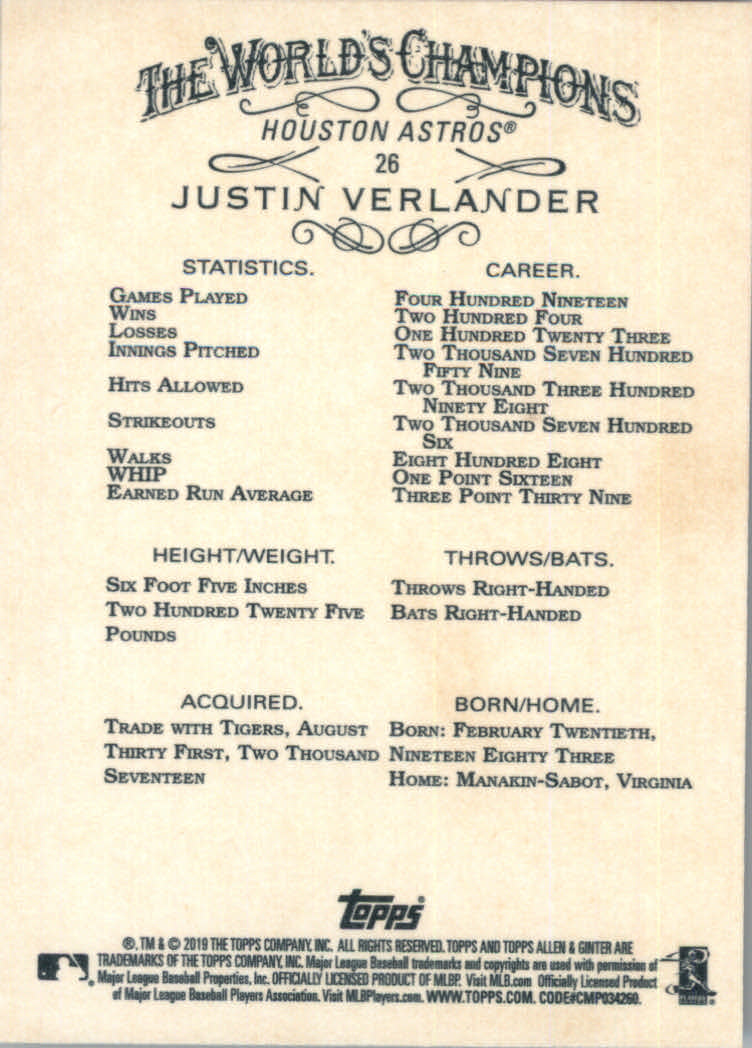 THE WORLD'S CHAMPIONS
HOUSTON ASTROS®
26
JUSTIN VERLANDER
STATISTICS.
CAREER.
GAMES PLAYED
FOUR HUNDRED NINETEEN
WINS
TWO HUNDRED FOUR
LOSSES
ONE HUNDRED TWENTY THREE
INNINGS PITCHED
TWO THOUSAND SEVEN HUNDRED
FIFTY NINE
HITS ALLOWED
TWO THOUSAND THREE HUNDRED
NINETY EIGHT
STRIKEOUTS
TWO THOUSAND SEVEN HUNDRED
SIX
WALKS
EIGHT HUNDRED EIGHT
WHIP
ONE POINT SIXTEEN
EARNED RUN AVERAGE
THREE POINT THIRTY NINE
HEIGHT/WEIGHT.
SIX FOOT FIVE INCHES
TWO HUNDRED TWENTY FIVE
POUNDS
THROWS/BATS.
THROWS RIGHT-HANDED
BATS RIGHT-HANDED
ACQUIRED.
TRADE WITH TIGERS, AUGUST
THIRTY FIRST, TWO THOUSAND
SEVENTEEN
BORN/HOME.
BORN: FEBRUARY TWENTIETH,
NINETEEN EIGHTY THREE
HOME: MANAKIN-SABOT, VIRGINIA
topps
®, TM & © 2019 THE TOPPS COMPANY, INC. ALL RIGHTS RESERVED. TOPPS AND TOPPS ALLEN & GINTER ARE
TRADEMARKS OF THE TOPPS COMPANY, INC. Major League Baseball trademarks and copyrights are used with permission of
Major League Baseball Properties, Inc. OFFICIALLY LICENSED PRODUCT OF MLBP. Visit MLB.com Officially Licensed Product
of Major League Baseball Players Association. Visit MLBPlayers.com. WWW.TOPPS.COM. CODE#CMP034260.